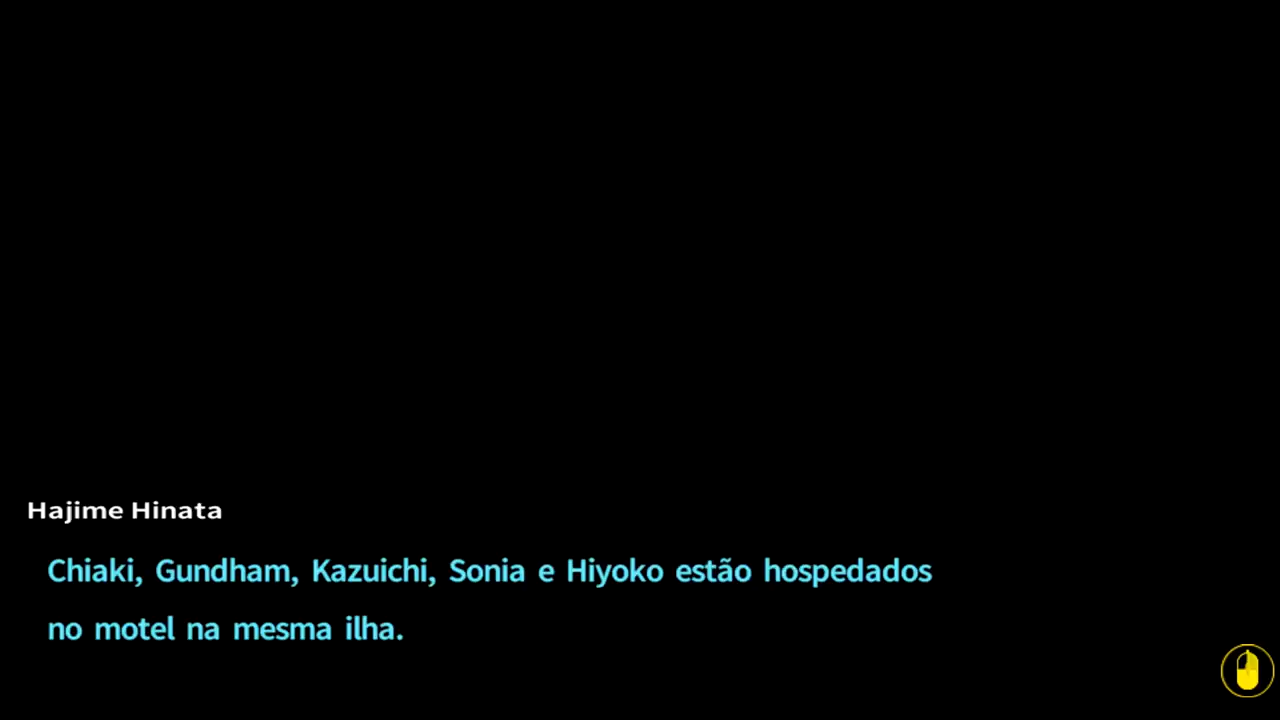 Hajime Hinata
Chiaki, Gundham, Kazuichi, Sonia e Hiyoko estão hospedados
no motel na mesma ilha.